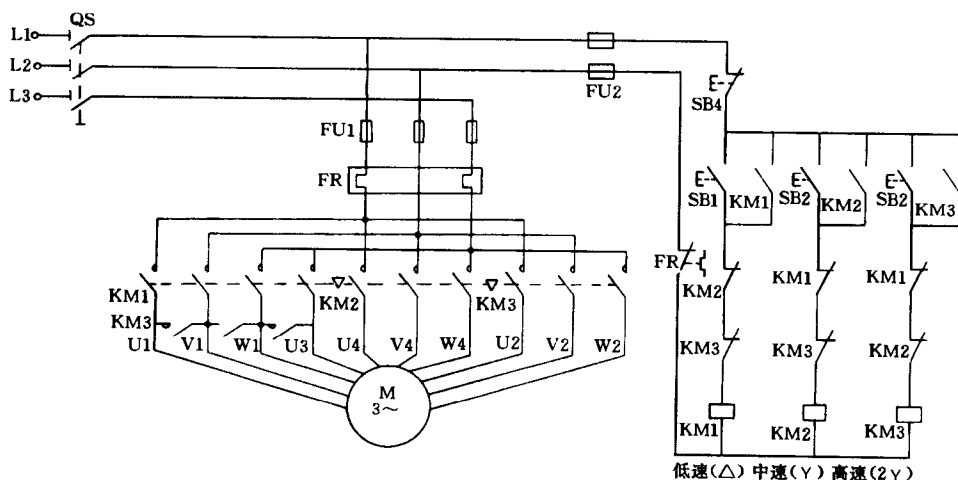 QS
L1
L2
L3
FU2
SB4
FU1
FR
SB1 KM1 SB2 KM2 SB2 KM3
FR
KM1 KM2 KM3 KM2 KM1 KM1
KM3
U1 V1 W1 U3 U4 V4 W4 U2 V2 W2
KM3 KM3 KM2
M
3～
KM1 KM2 KM3
低速(△) 中速(Y) 高速(2Y)